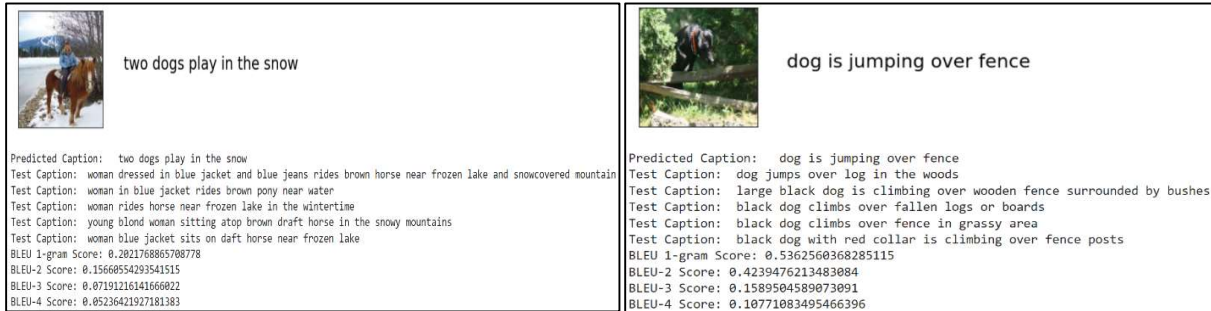 two dogs play in the snow
Predicted Caption: two dogs play in the snow
Test Caption: woman dressed in blue jacket and blue jeans rides brown horse near frozen lake and snowcovered mountain
Test Caption: woman in blue jacket rides brown pony near water
Test Caption: woman rides horse near frozen lake in the wintertime
Test Caption: young blond woman sitting atop brown draft horse in the snowy mountains
Test Caption: woman blue jacket sits on daft horse near frozen lake
BLEU 1-gram Score: 0.2021768865708778
BLEU-2 Score: 0.15660554293541515
BLEU-3 Score: 0.07191216141666022
BLEU-4 Score: 0.05236421927181383
dog is jumping over fence
Predicted Caption: dog is jumping over fence
Test Caption: dog jumps over log in the woods
Test Caption: large black dog is climbing over wooden fence surrounded by bushes
Test Caption: black dog climbs over fallen logs or boards
Test Caption: black dog climbs over fence in grassy area
Test Caption: black dog with red collar is climbing over fence posts
BLEU 1-gram Score: 0.5362560368285115
BLEU-2 Score: 0.4239476213483084
BLEU-3 Score: 0.1589504589073091
BLEU-4 Score: 0.10771083495466396